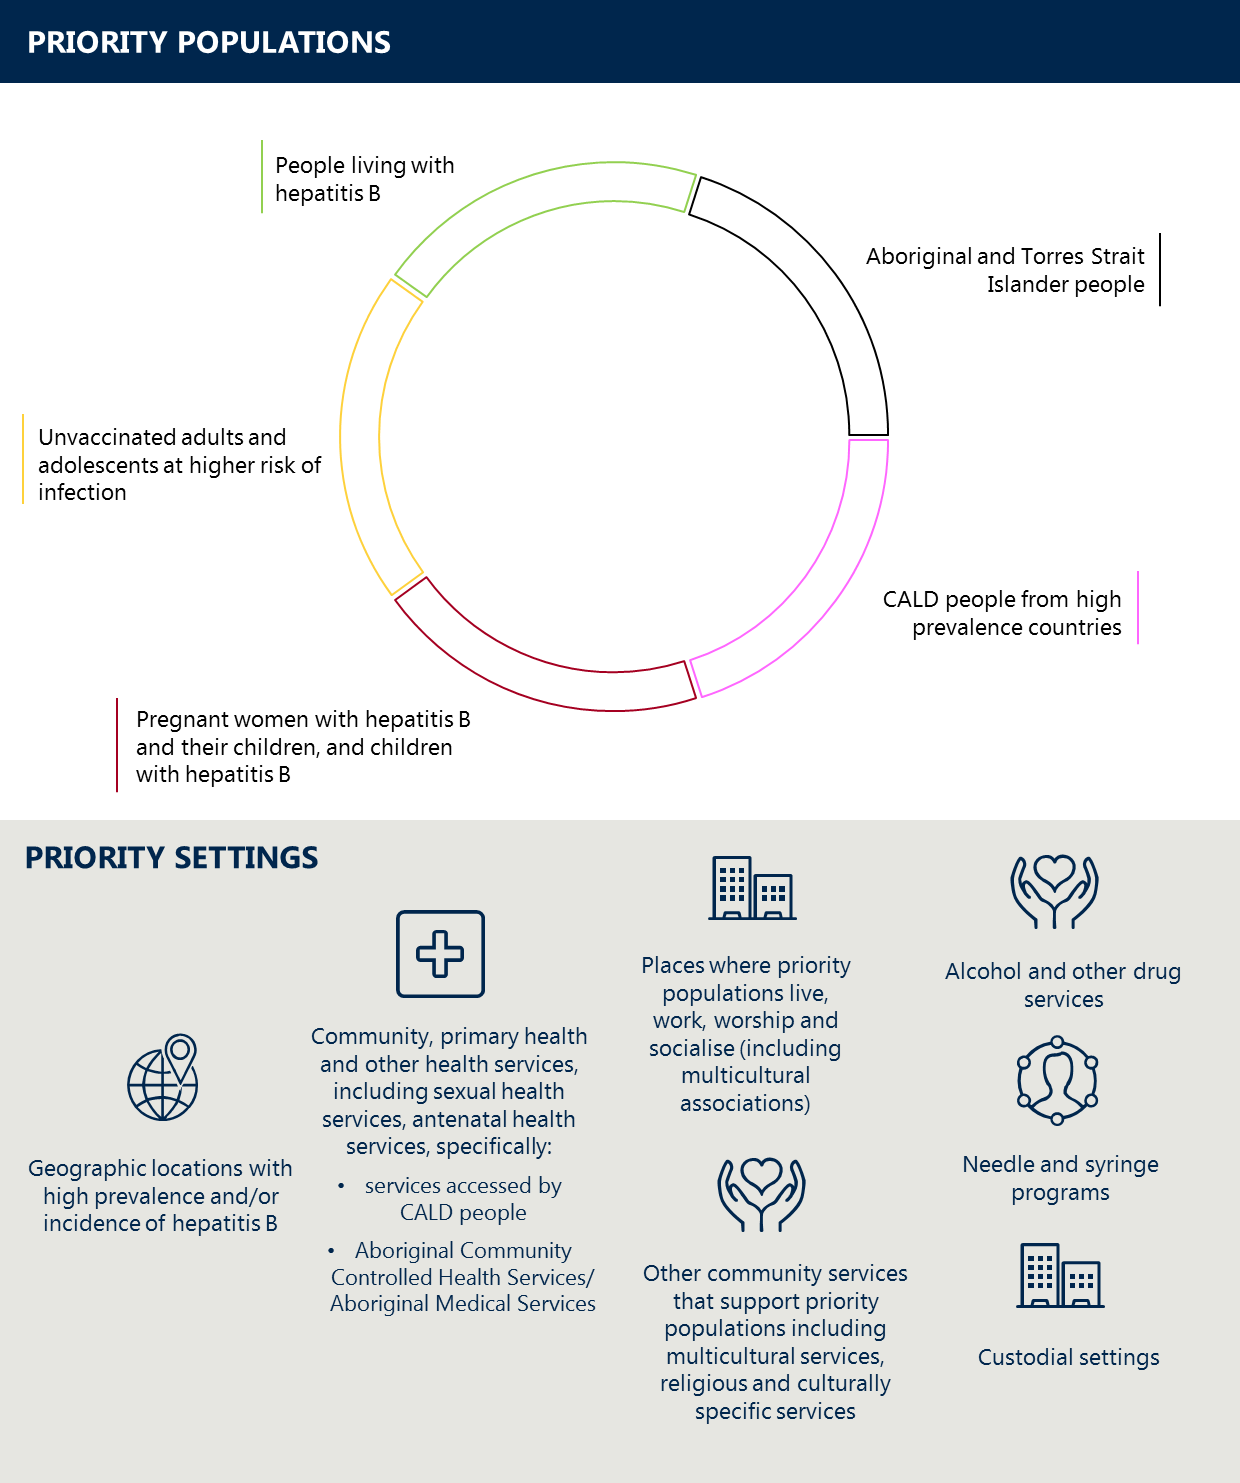 PRIORITY POPULATIONS
People living with
hepatitis B
Aboriginal and Torres Strait
Islander people
Unvaccinated adults and
adolescents at higher risk of
infection
CALD people from high
prevalence countries
Pregnant women with hepatitis B
and their children, and children
with hepatitis B
PRIORITY SETTINGS
Geographic locations with
high prevalence and/or
incidence of hepatitis B
Community, primary health
and other health services,
including sexual health
services, antenatal health
services, specifically:
• services accessed by
CALD people
• Aboriginal Community
Controlled Health Services/
Aboriginal Medical Services
Places where priority
populations live,
work, worship and
socialise (including
multicultural
associations)
Other community services
that support priority
populations including
multicultural services,
religious and culturally
specific services
Alcohol and other drug
services
Needle and syringe
programs
Custodial settings